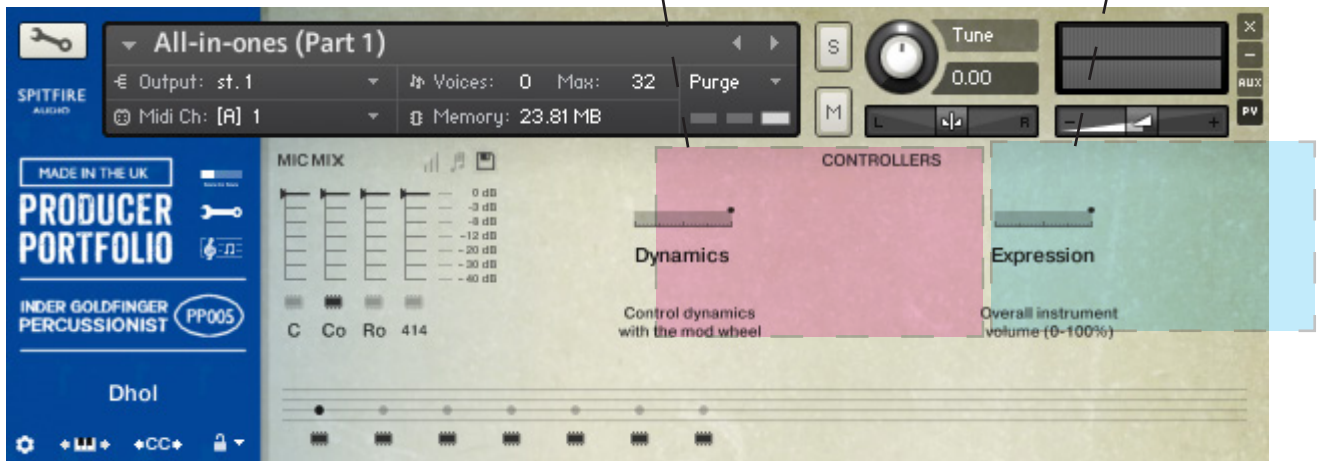 All-in-ones (Part 1)
S
Tune
Output: st.1
Voices: 0 Max: 32
Purge
0.00
AUX
SPITFIRE
AUDIO
Midi Ch: [A] 1
Memory: 23.81 MB
M
L
R
PV
MADE IN THE UK
PRODUCER
PORTFOLIO
INDER GOLDFINGER
PERCUSSIONIST
PP005
Dhol
CC
MIC MIX
0 dB
-3 dB
-8 dB
-12 dB
-20 dB
-30 dB
-40 dB
C Co Ro 414
CONTROLLERS
Dynamics
Control dynamics
with the mod wheel
Expression
Overall instrument
volume (0-100%)